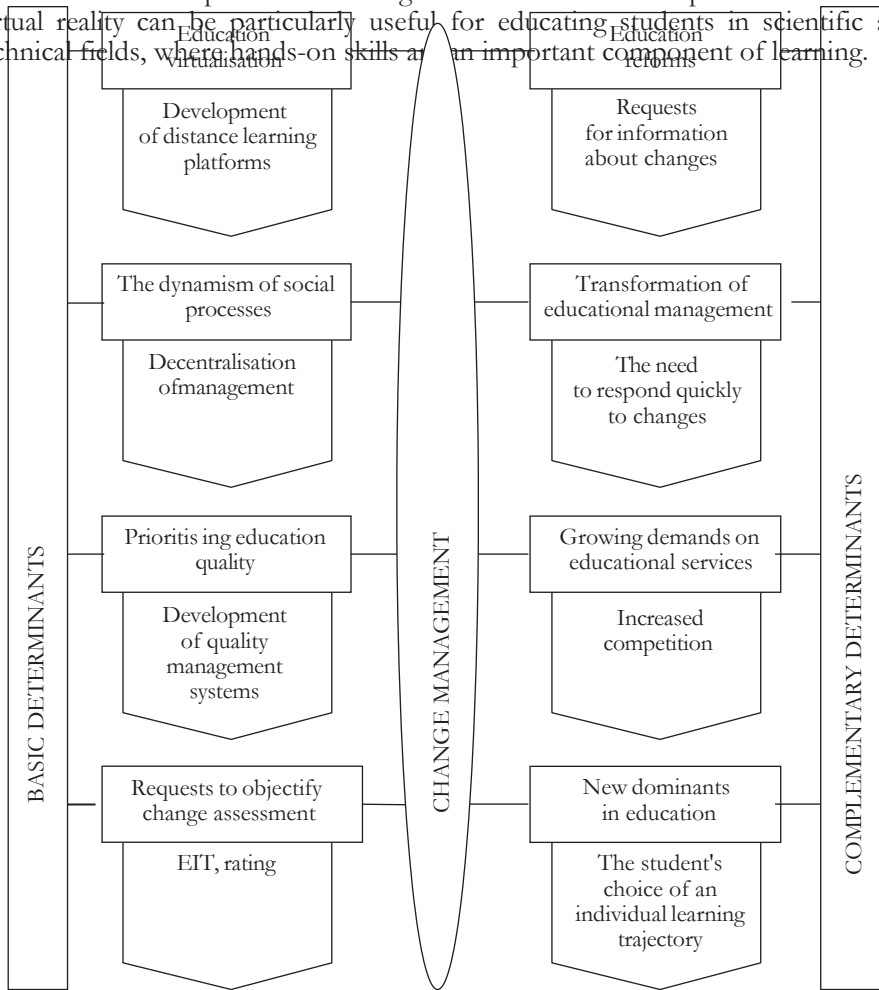 rtual reality can be particularly useful for educating students in scientific a
chnical fields, where hands-on skills are an important component of learning.
Education
virtualisation
Development
of distance learning
platforms
The dynamism of social
processes
Decentralisation
ofmanagement
Prioritis ing education
quality
Development
of quality
management
systems
Requests to objectify
change assessment
EIT, rating
Education
reforms
Requests
for information
about changes
Transformation of
educational management
The need
to respond quickly
to changes
Growing demands on
educational services
Increased
competition
New dominants
in education
The student's
choice of an
individual learning
trajectory
BASIC DETERMINANTS
CHANGE MANAGEMENT
COMPLEMENTARY DETERMINANTS